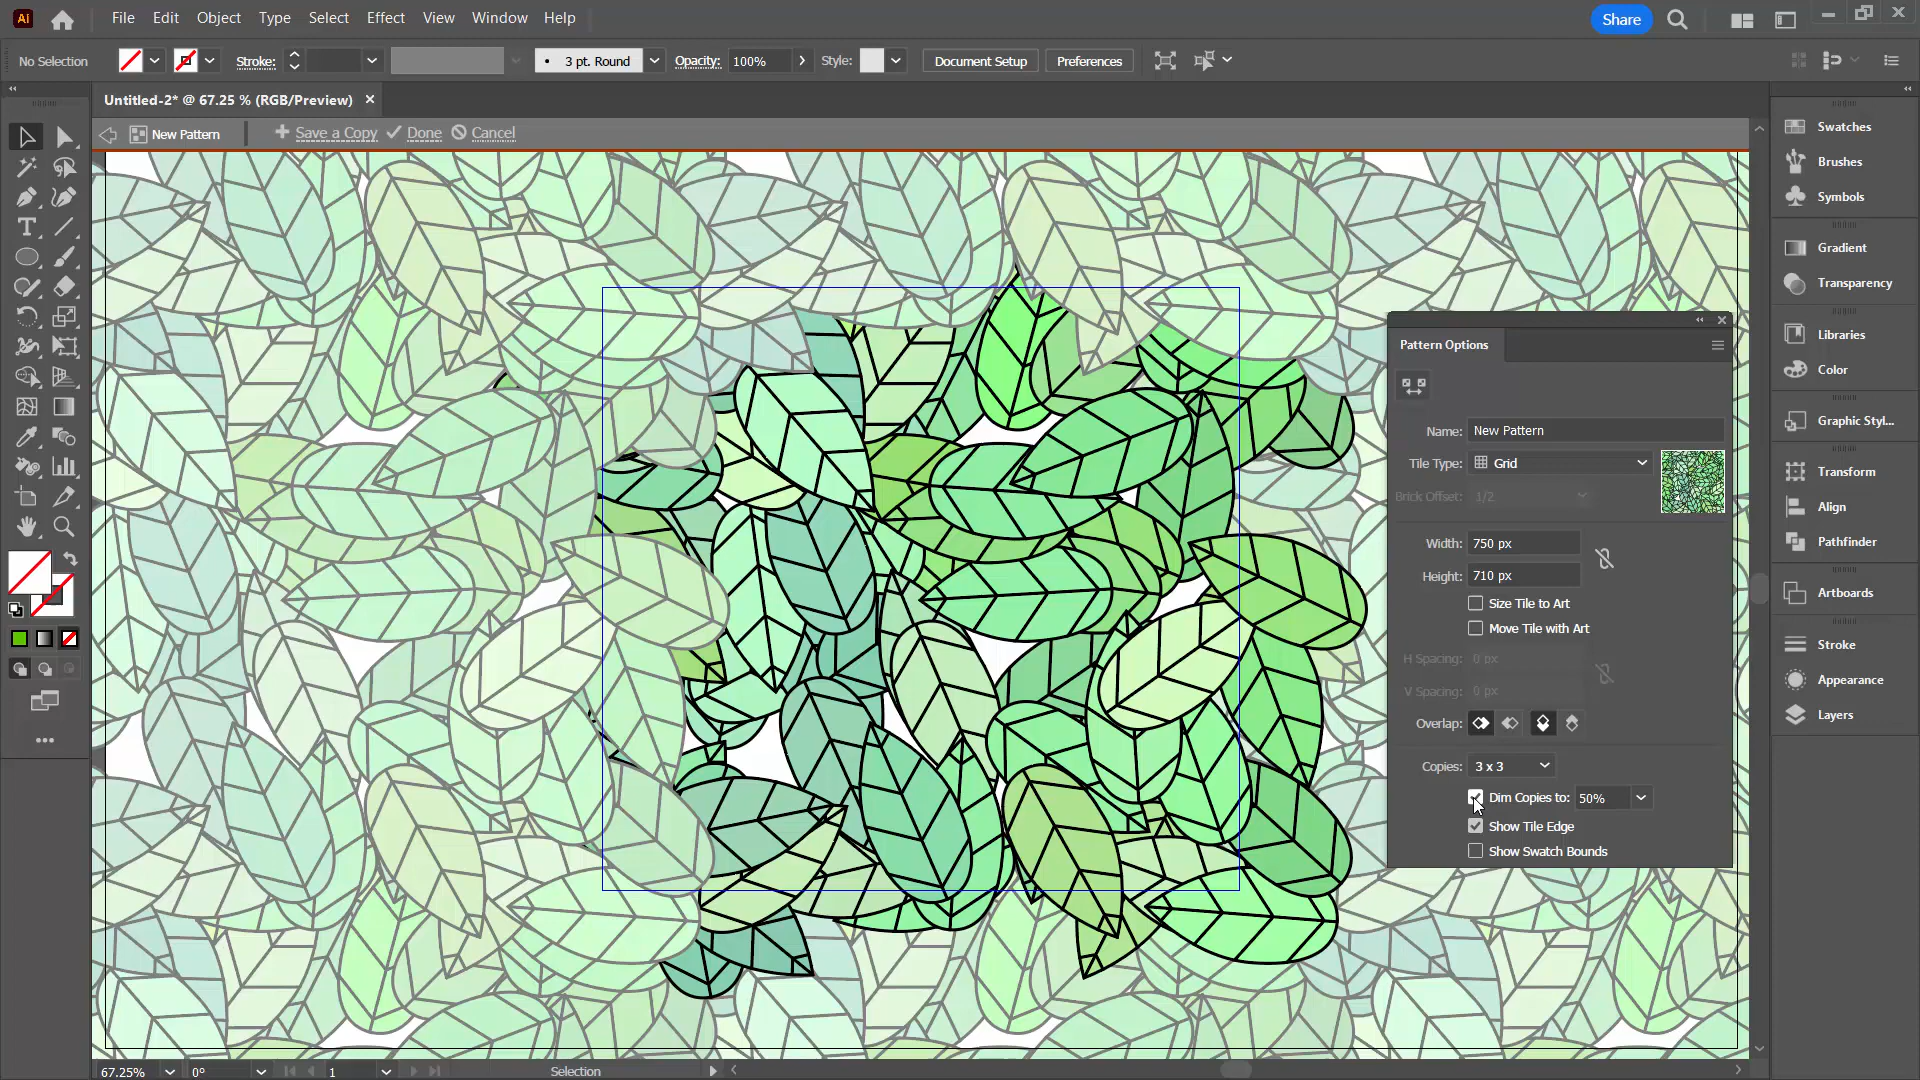 Ai
File Edit Object Type Select Effect View Window Help
Share
No Selection
Stroke:
3 pt. Round
Opacity: 100%
Style:
Document Setup
Preferences
Untitled-2* @ 67.25 % (RGB/Preview)
New Pattern
Save a Copy
Done
Cancel
Swatches
Brushes
Symbols
Gradient
Transparency
Libraries
Color
Graphic Styl...
Transform
Align
Pathfinder
Artboards
Stroke
Appearance
Layers
Pattern Options
Name: New Pattern
Tile Type: Grid
Brick Offset: 1/2
Width: 750 px
Height: 710 px
Size Tile to Art
Move Tile with Art
H Spacing: 0 px
V Spacing: 0 px
Overlap:
Copies: 3 x 3
Dim Copies to: 50%
Show Tile Edge
Show Swatch Bounds
67.25%
0°
1
Selection